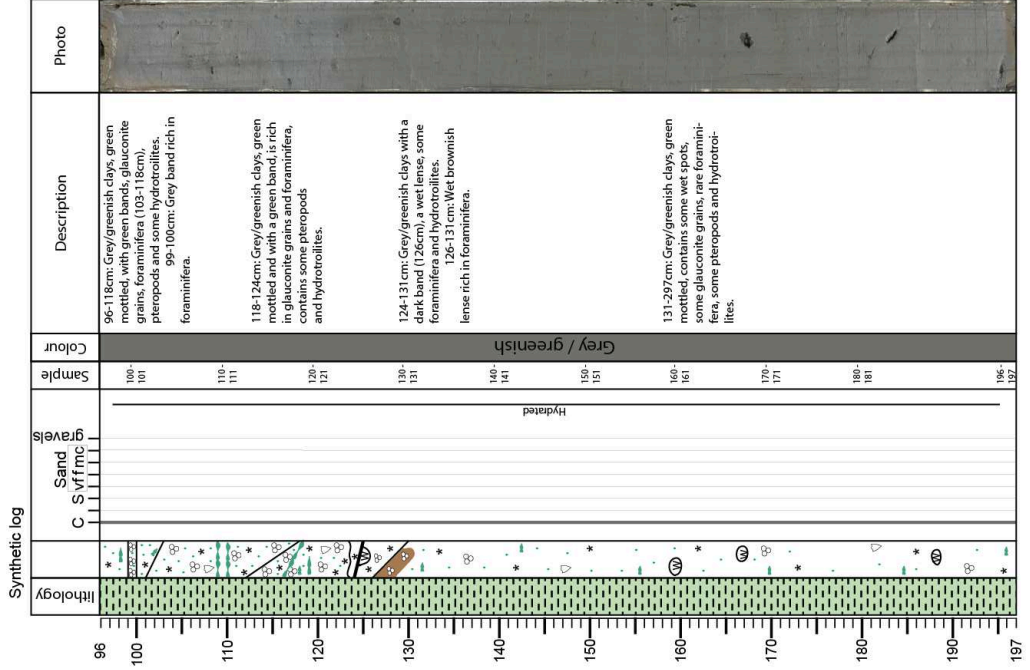 Synthetic log
Photo
Description
Colour
Sample
gravels
Sand
mc
f
vf
S
C
lithology
96-118cm: Grey/greenish clays, green
mottled, with green bands, glauconite
grains, foraminifera (103-118cm),
pteropods and some hydrotroilites.
99-100cm: Grey band rich in
foraminifera.
118-124cm: Grey/greenish clays, green
mottled and with a green band, is rich
in glauconite grains and foraminifera,
contains some pteropods
and hydrotroilites.
124-131cm: Grey/greenish clays with a
dark band (126cm), a wet lense, some
foraminifera and hydrotroilites.
126-131cm: Wet brownish
lense rich in foraminifera.
131-297cm: Grey/greenish clays, green
mottled, contains some wet spots,
some glauconite grains, rare foramini-
fera, some pteropods and hydrotroi-
lites.
Grey / greenish
100-
101
110-
111
120-
121
130-
131
140-
141
150-
151
160-
161
170-
171
180-
181
196-
197
Hydrated
W
W
W
W
96
100
110
120
130
140
150
160
170
180
190
197